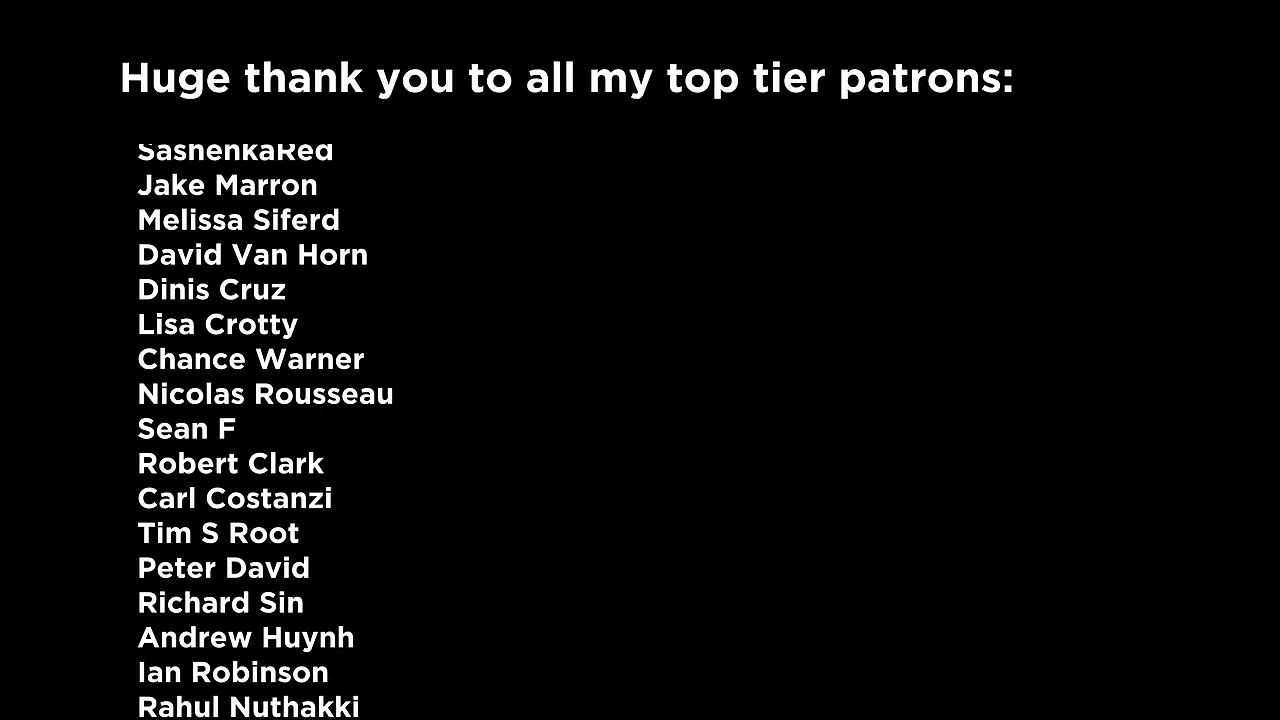 Huge thank you to all my top tier patrons:
SashenkaRed
Jake Marron
Melissa Siferd
David Van Horn
Dinis Cruz
Lisa Crotty
Chance Warner
Nicolas Rousseau
Sean F
Robert Clark
Carl Costanzi
Tim S Root
Peter David
Richard Sin
Andrew Huynh
Ian Robinson
Rahul Nuthakki